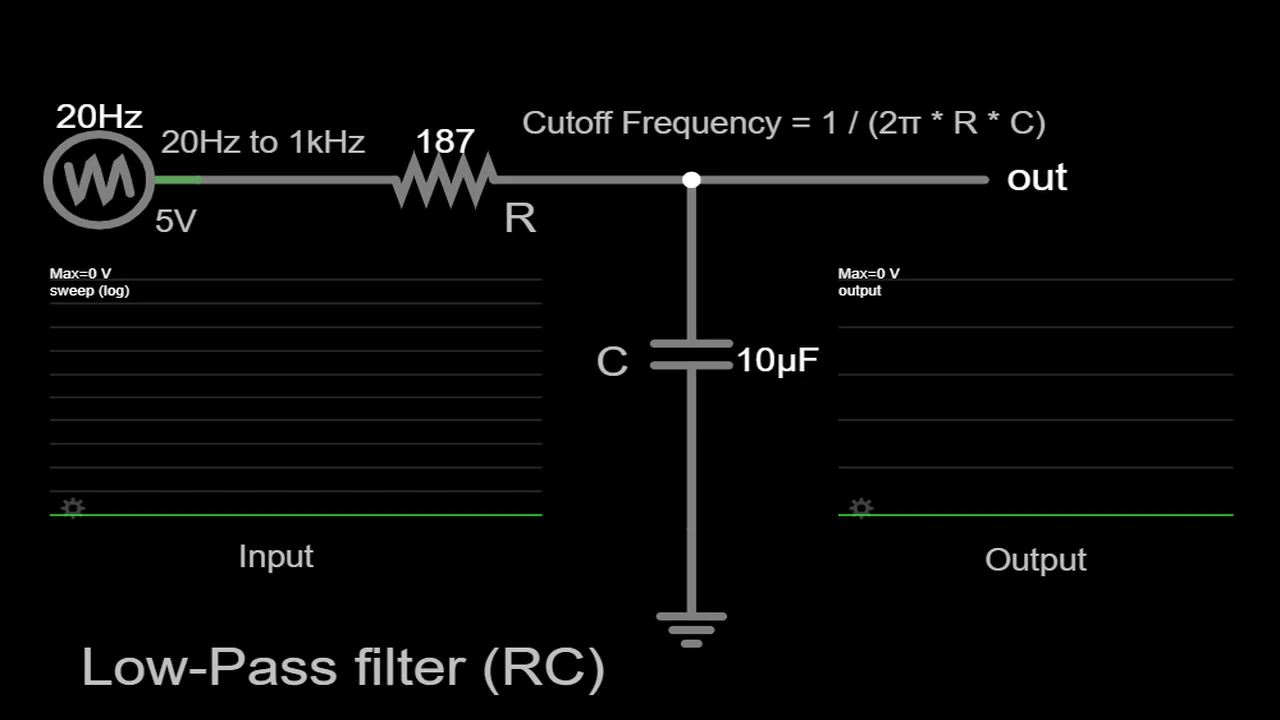 20Hz
20Hz to 1kHz
187
Cutoff Frequency = 1 / (2π * R * C)
out
5V
R
Max=0 V
sweep (log)
Max=0 V
output
C
10μF
Input
Output
Low-Pass filter (RC)